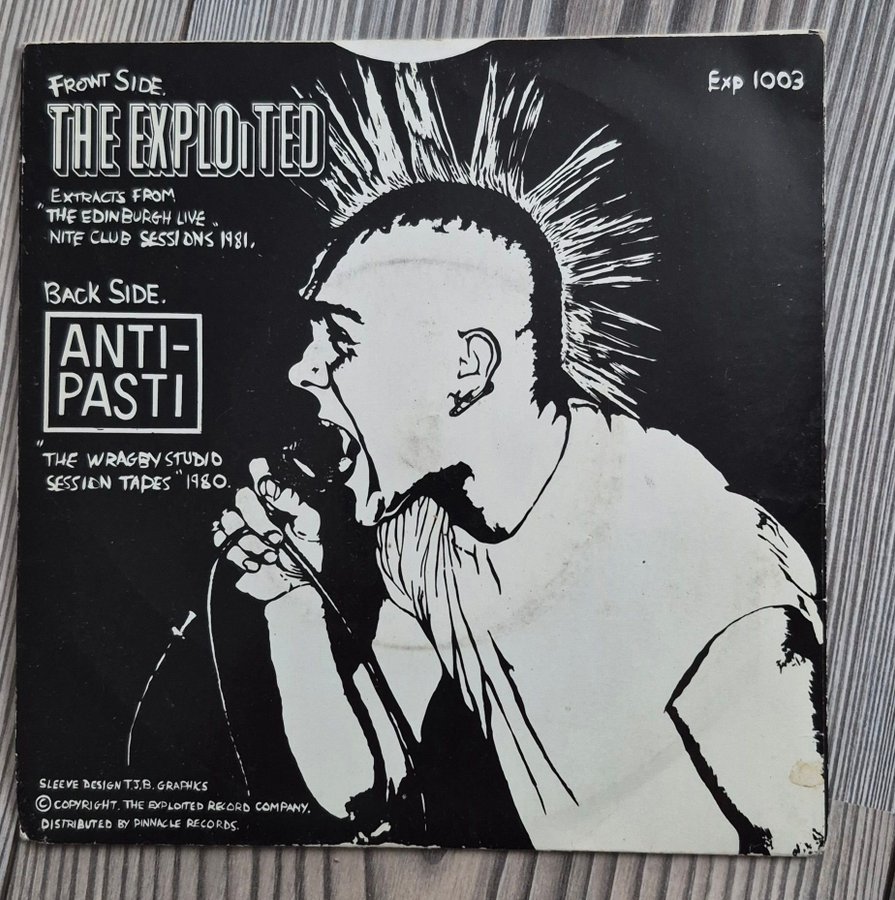 FRONT SIDE.
THE EXPLOiTED
EXTRACTS FROM
"THE EDINBURGH LIVE
NITE CLUB SESSIONS" 1981.
BACK SIDE.
ANTI-
PASTI
"THE WRAGBY STUDIO
SESSION TAPES" 1980.
Exp 1003
SLEEVE DESIGN T.J.B. GRAPHICS
© COPYRIGHT. THE EXPLOITED RECORD COMPANY.
DISTRIBUTED BY PINNACLE RECORDS.